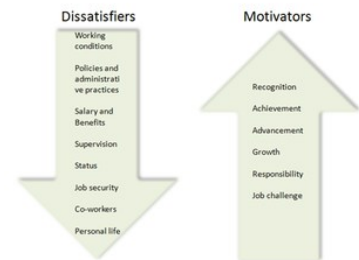 Dissatisfiers
Working
conditions
Policies and
administrati
ve practices
Salary and
Benefits
Supervision
Status
Job security
Co-workers
Personal life
Motivators
Recognition
Achievement
Advancement
Growth
Responsibility
Job challenge